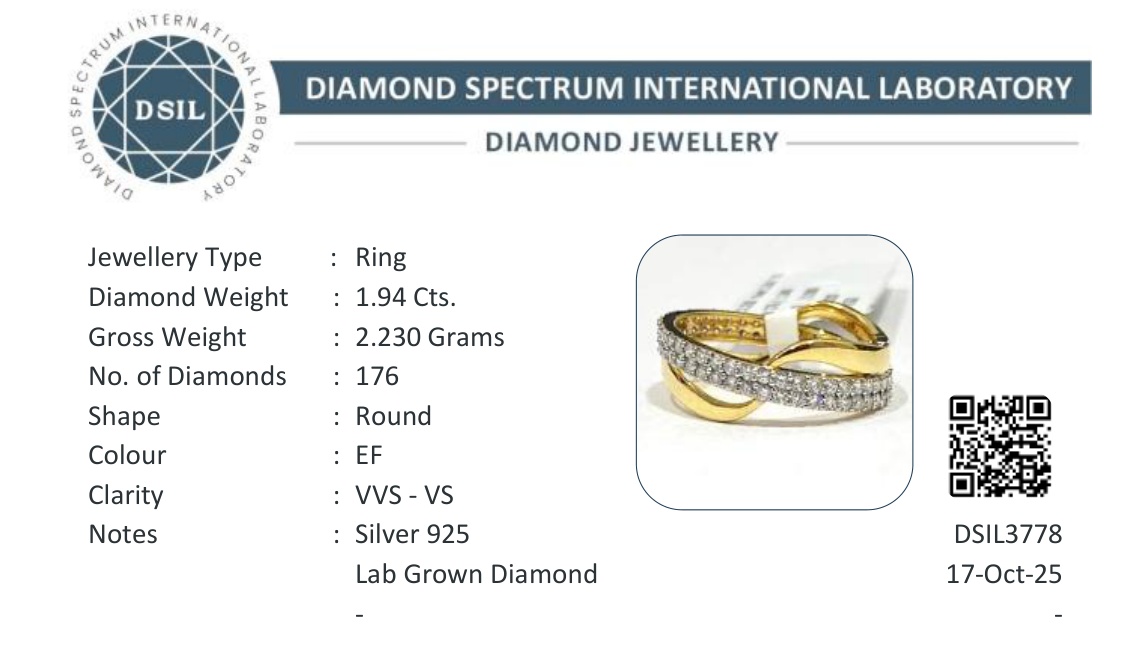 DIAMOND SPECTRUM INTERNATIONAL LABORATORY
DSIL
DIAMOND SPECTRUM INTERNATIONAL LABORATORY
DIAMOND JEWELLERY
Jewellery Type : Ring
Diamond Weight : 1.94 Cts.
Gross Weight : 2.230 Grams
No. of Diamonds : 176
Shape : Round
Colour : EF
Clarity : VVS - VS
Notes : Silver 925 DSIL3778
Lab Grown Diamond 17-Oct-25
- -